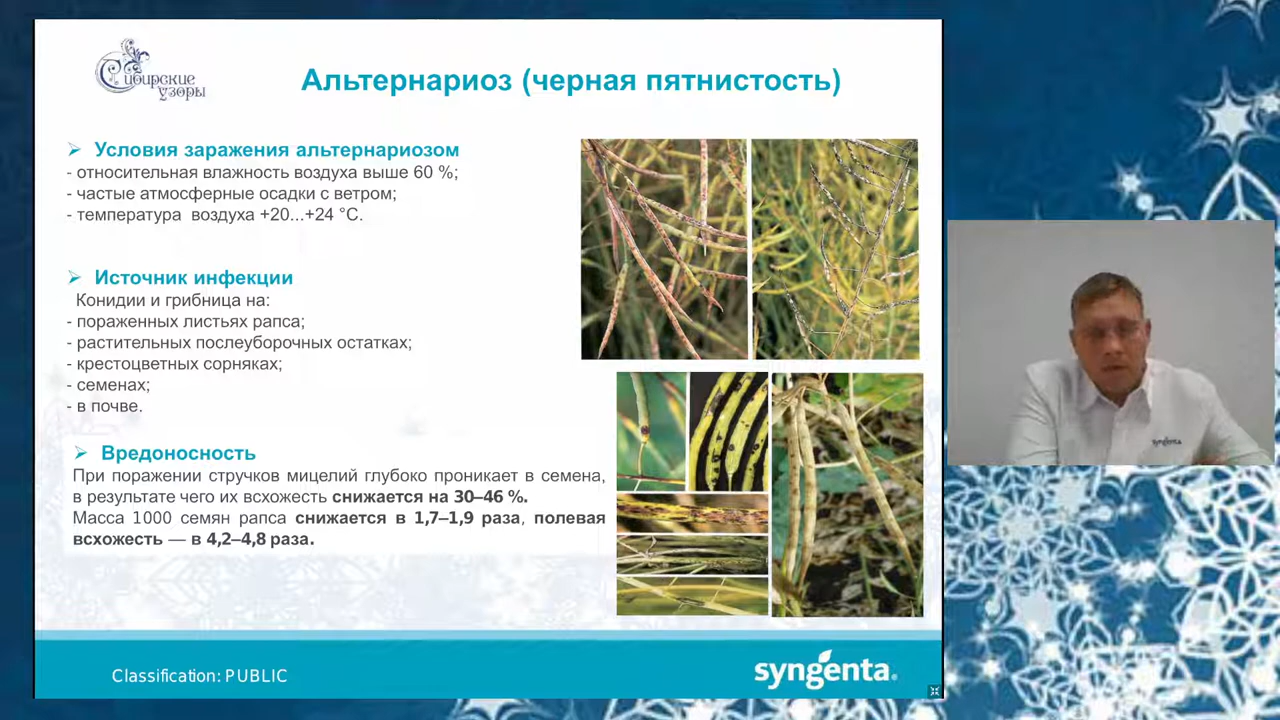 Сибирские
узоры
Альтернариоз (черная пятнистость)
Условия заражения альтернариозом
- относительная влажность воздуха выше 60 %;
- частые атмосферные осадки с ветром;
- температура воздуха +20...+24 °C.
Источник инфекции
Конидии и грибница на:
- пораженных листьях рапса;
- растительных послеуборочных остатках;
- крестоцветных сорняках;
- семенах;
- в почве.
Вредоносность
При поражении стручков мицелий глубоко проникает в семена,
в результате чего их всхожесть снижается на 30–46 %.
Масса 1000 семян рапса снижается в 1,7–1,9 раза, полевая
всхожесть — в 4,2–4,8 раза.
Classification: PUBLIC
syngenta®
syngenta